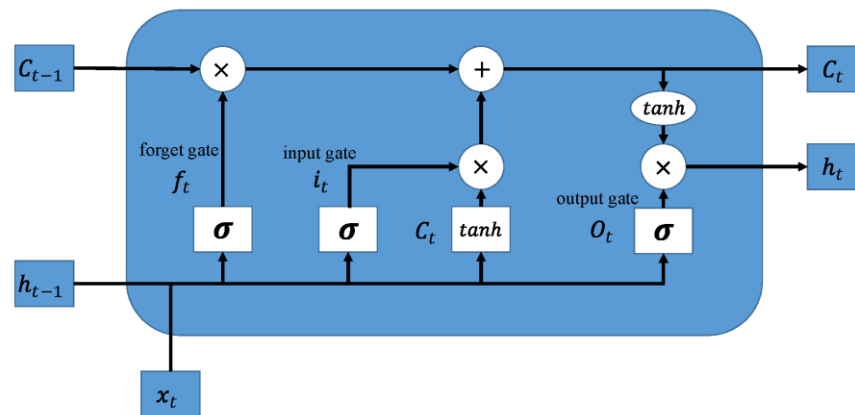 C_{t−1}
×
+
C_t
tanh
forget gate
input gate
×
×
h_t
f_t
i_t
output gate
σ
σ
C_t
tanh
O_t
σ
h_{t−1}
x_t